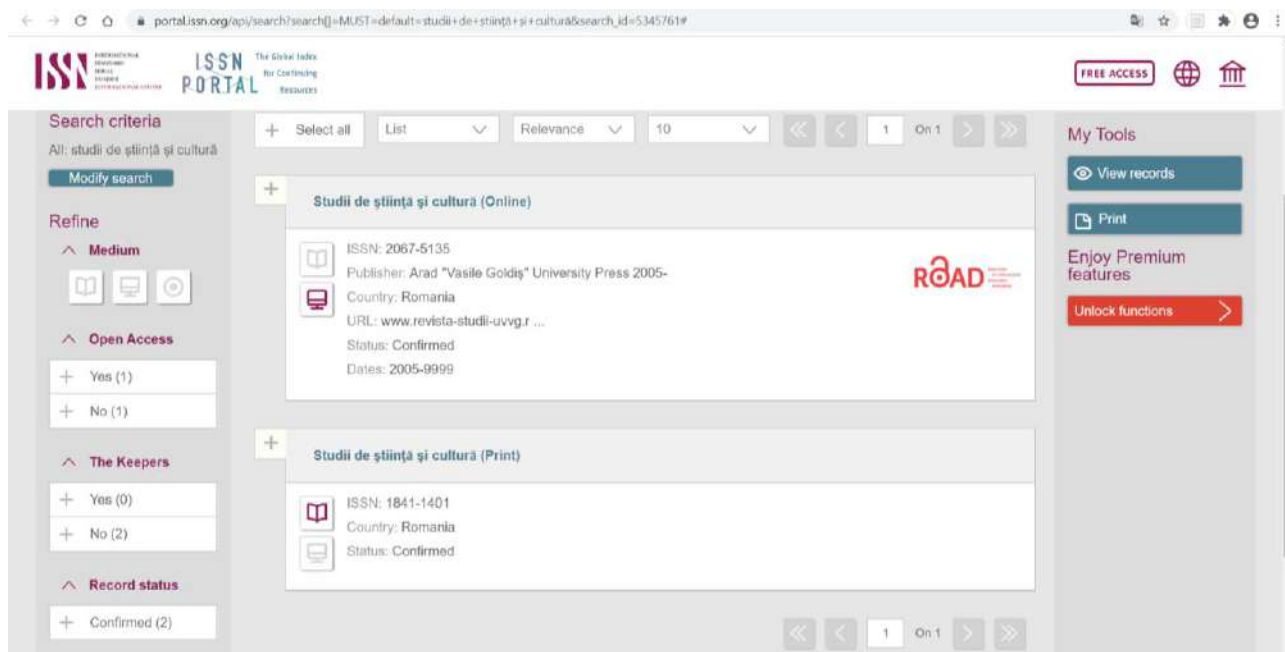 portal.issn.org/api/search?search[]=MUST=default=studii+de+știință+și+cultură&search_id=5345761#
ISSN
ISSN PORTAL
The Global Index
for Continuing
Resources
FREE ACCESS
Search criteria
All: studii de știință și cultură
Modify search
Refine
Medium
Open Access
+ Yes (1)
+ No (1)
The Keepers
+ Yes (0)
+ No (2)
Record status
+ Confirmed (2)
+ Select all List Relevance 10 1 On 1
+
Studii de ştiinţă şi cultură (Online)
ISSN: 2067-5135
Publisher: Arad "Vasile Goldiş" University Press 2005-
Country: Romania
URL: www.revista-studii-uvvg.r ...
Status: Confirmed
Dates: 2005-9999
ROAD
+
Studii de ştiinţă şi cultură (Print)
ISSN: 1841-1401
Country: Romania
Status: Confirmed
1 On 1
My Tools
View records
Print
Enjoy Premium
features
Unlock functions